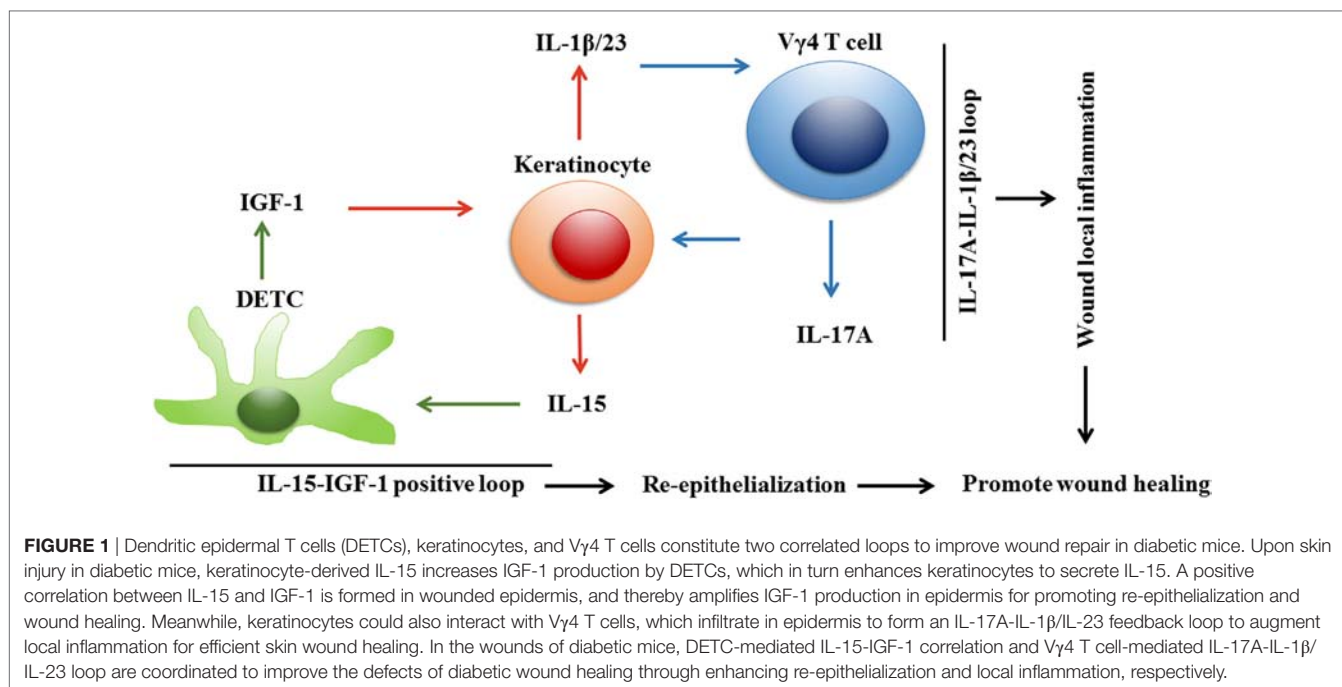 IL-1β/23
Vγ4 T cell
Keratinocyte
IGF-1
DETC
IL-17A
IL-15
IL-17A-IL-1β/23 loop
Wound local inflammation
IL-15-IGF-1 positive loop
Re-epithelialization
Promote wound healing
FIGURE 1 | Dendritic epidermal T cells (DETCs), keratinocytes, and Vγ4 T cells constitute two correlated loops to improve wound repair in diabetic mice. Upon skin
injury in diabetic mice, keratinocyte-derived IL-15 increases IGF-1 production by DETCs, which in turn enhances keratinocytes to secrete IL-15. A positive
correlation between IL-15 and IGF-1 is formed in wounded epidermis, and thereby amplifies IGF-1 production in epidermis for promoting re-epithelialization and
wound healing. Meanwhile, keratinocytes could also interact with Vγ4 T cells, which infiltrate in epidermis to form an IL-17A-IL-1β/IL-23 feedback loop to augment
local inflammation for efficient skin wound healing. In the wounds of diabetic mice, DETC-mediated IL-15-IGF-1 correlation and Vγ4 T cell-mediated IL-17A-IL-1β/
IL-23 loop are coordinated to improve the defects of diabetic wound healing through enhancing re-epithelialization and local inflammation, respectively.